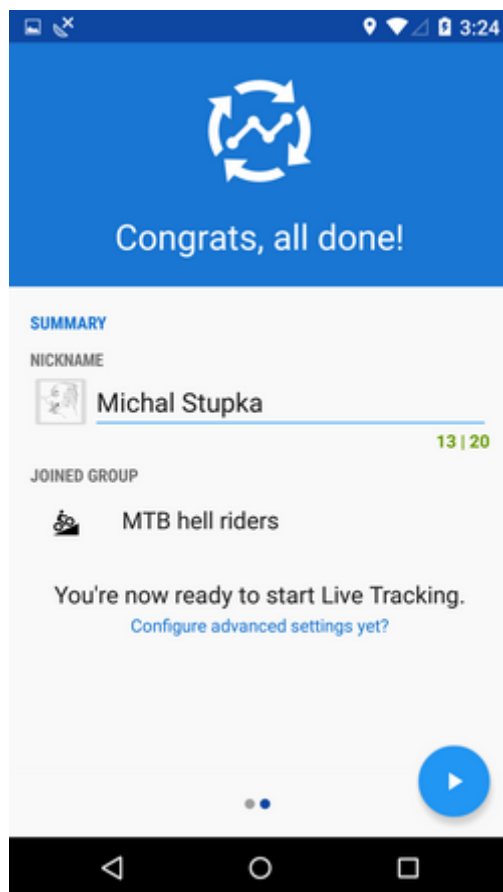 3:24
Congrats, all done!
SUMMARY
NICKNAME
Michal Stupka
13 | 20
JOINED GROUP
MTB hell riders
You're now ready to start Live Tracking.
Configure advanced settings yet?